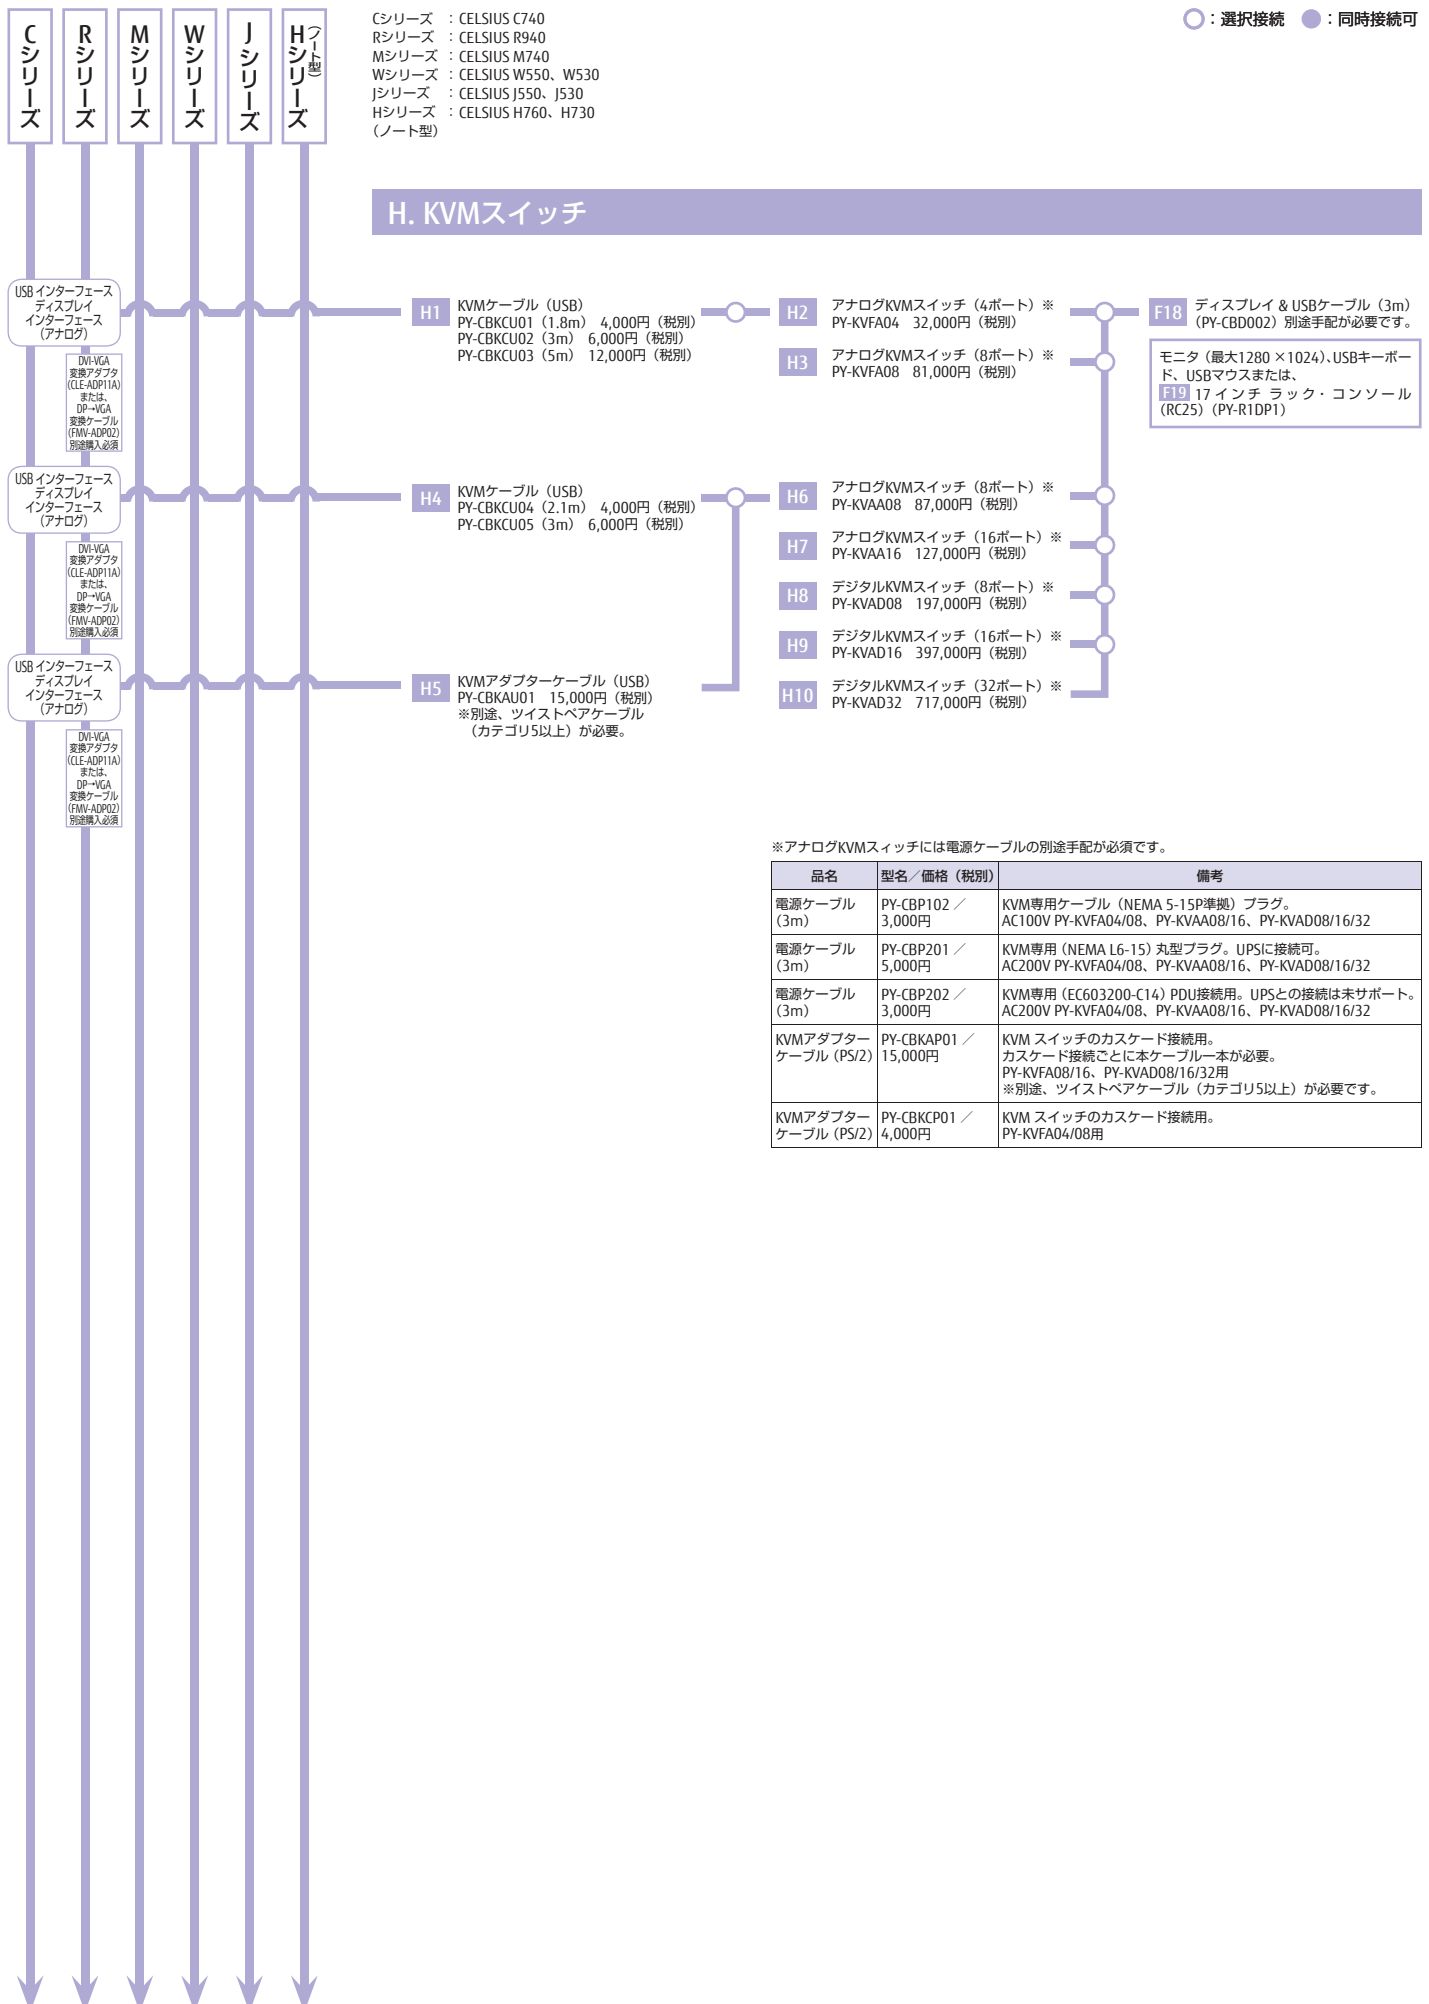 Cシリーズ
Rシリーズ
Mシリーズ
Wシリーズ
Jシリーズ
Hシリーズ
（ノート型）
Cシリーズ ：CELSIUS C740
Rシリーズ ：CELSIUS R940
Mシリーズ ：CELSIUS M740
Wシリーズ ：CELSIUS W550、W530
Jシリーズ ：CELSIUS J550、J530
Hシリーズ ：CELSIUS H760、H730
（ノート型）
：選択接続 ：同時接続可
H. KVMスイッチ
USB インターフェース
ディスプレイ
インターフェース
（アナログ）
DVI-VGA
変換アダプタ
(CLE-ADP11A)
または、
DP→VGA
変換ケーブル
(FMV-ADP02)
別途購入必須
H1 KVMケーブル（USB）
PY-CBKCU01（1.8m） 4,000円（税別）
PY-CBKCU02（3m） 6,000円（税別）
PY-CBKCU03（5m） 12,000円（税別）
H2 アナログKVMスイッチ（4ポート）※
PY-KVFA04 32,000円（税別）
H3 アナログKVMスイッチ（8ポート）※
PY-KVFA08 81,000円（税別）
F18 ディスプレイ & USBケーブル（3m）
（PY-CBD002）別途手配が必要です。
モニタ（最大1280 ×1024）、USBキーボー
ド、USBマウスまたは、
F19 17 インチ ラック・コンソール
（RC25）（PY-R1DP1）
USB インターフェース
ディスプレイ
インターフェース
（アナログ）
DVI-VGA
変換アダプタ
(CLE-ADP11A)
または、
DP→VGA
変換ケーブル
(FMV-ADP02)
別途購入必須
H4 KVMケーブル（USB）
PY-CBKCU04（2.1m） 4,000円（税別）
PY-CBKCU05（3m） 6,000円（税別）
H6 アナログKVMスイッチ（8ポート）※
PY-KVAA08 87,000円（税別）
H7 アナログKVMスイッチ（16ポート）※
PY-KVAA16 127,000円（税別）
H8 デジタルKVMスイッチ（8ポート）※
PY-KVAD08 197,000円（税別）
H9 デジタルKVMスイッチ（16ポート）※
PY-KVAD16 397,000円（税別）
H10 デジタルKVMスイッチ（32ポート）※
PY-KVAD32 717,000円（税別）
USB インターフェース
ディスプレイ
インターフェース
（アナログ）
DVI-VGA
変換アダプタ
(CLE-ADP11A)
または、
DP→VGA
変換ケーブル
(FMV-ADP02)
別途購入必須
H5 KVMアダプターケーブル（USB）
PY-CBKAU01 15,000円（税別）
※別途、ツイストペアケーブル
（カテゴリ5以上）が必要。
※アナログKVMスィッチには電源ケーブルの別途手配が必須です。
品名 型名／価格（税別） 備考
電源ケーブル PY-CBP102 ／ KVM専用ケーブル（NEMA 5-15P準拠）プラグ。
（3m） 3,000円 AC100V PY-KVFA04/08、PY-KVAA08/16、PY-KVAD08/16/32
電源ケーブル PY-CBP201 ／ KVM専用（NEMA L6-15）丸型プラグ。UPSに接続可。
（3m） 5,000円 AC200V PY-KVFA04/08、PY-KVAA08/16、PY-KVAD08/16/32
電源ケーブル PY-CBP202 ／ KVM専用（EC603200-C14）PDU接続用。UPSとの接続は未サポート。
（3m） 3,000円 AC200V PY-KVFA04/08、PY-KVAA08/16、PY-KVAD08/16/32
KVMアダプター PY-CBKAP01 ／ KVM スイッチのカスケード接続用。
ケーブル（PS/2） 15,000円 カスケード接続ごとに本ケーブル一本が必要。
PY-KVFA08/16、PY-KVAD08/16/32用
※別途、ツイストペアケーブル（カテゴリ5以上）が必要です。
KVMアダプター PY-CBKCP01 ／ KVM スイッチのカスケード接続用。
ケーブル（PS/2） 4,000円 PY-KVFA04/08用